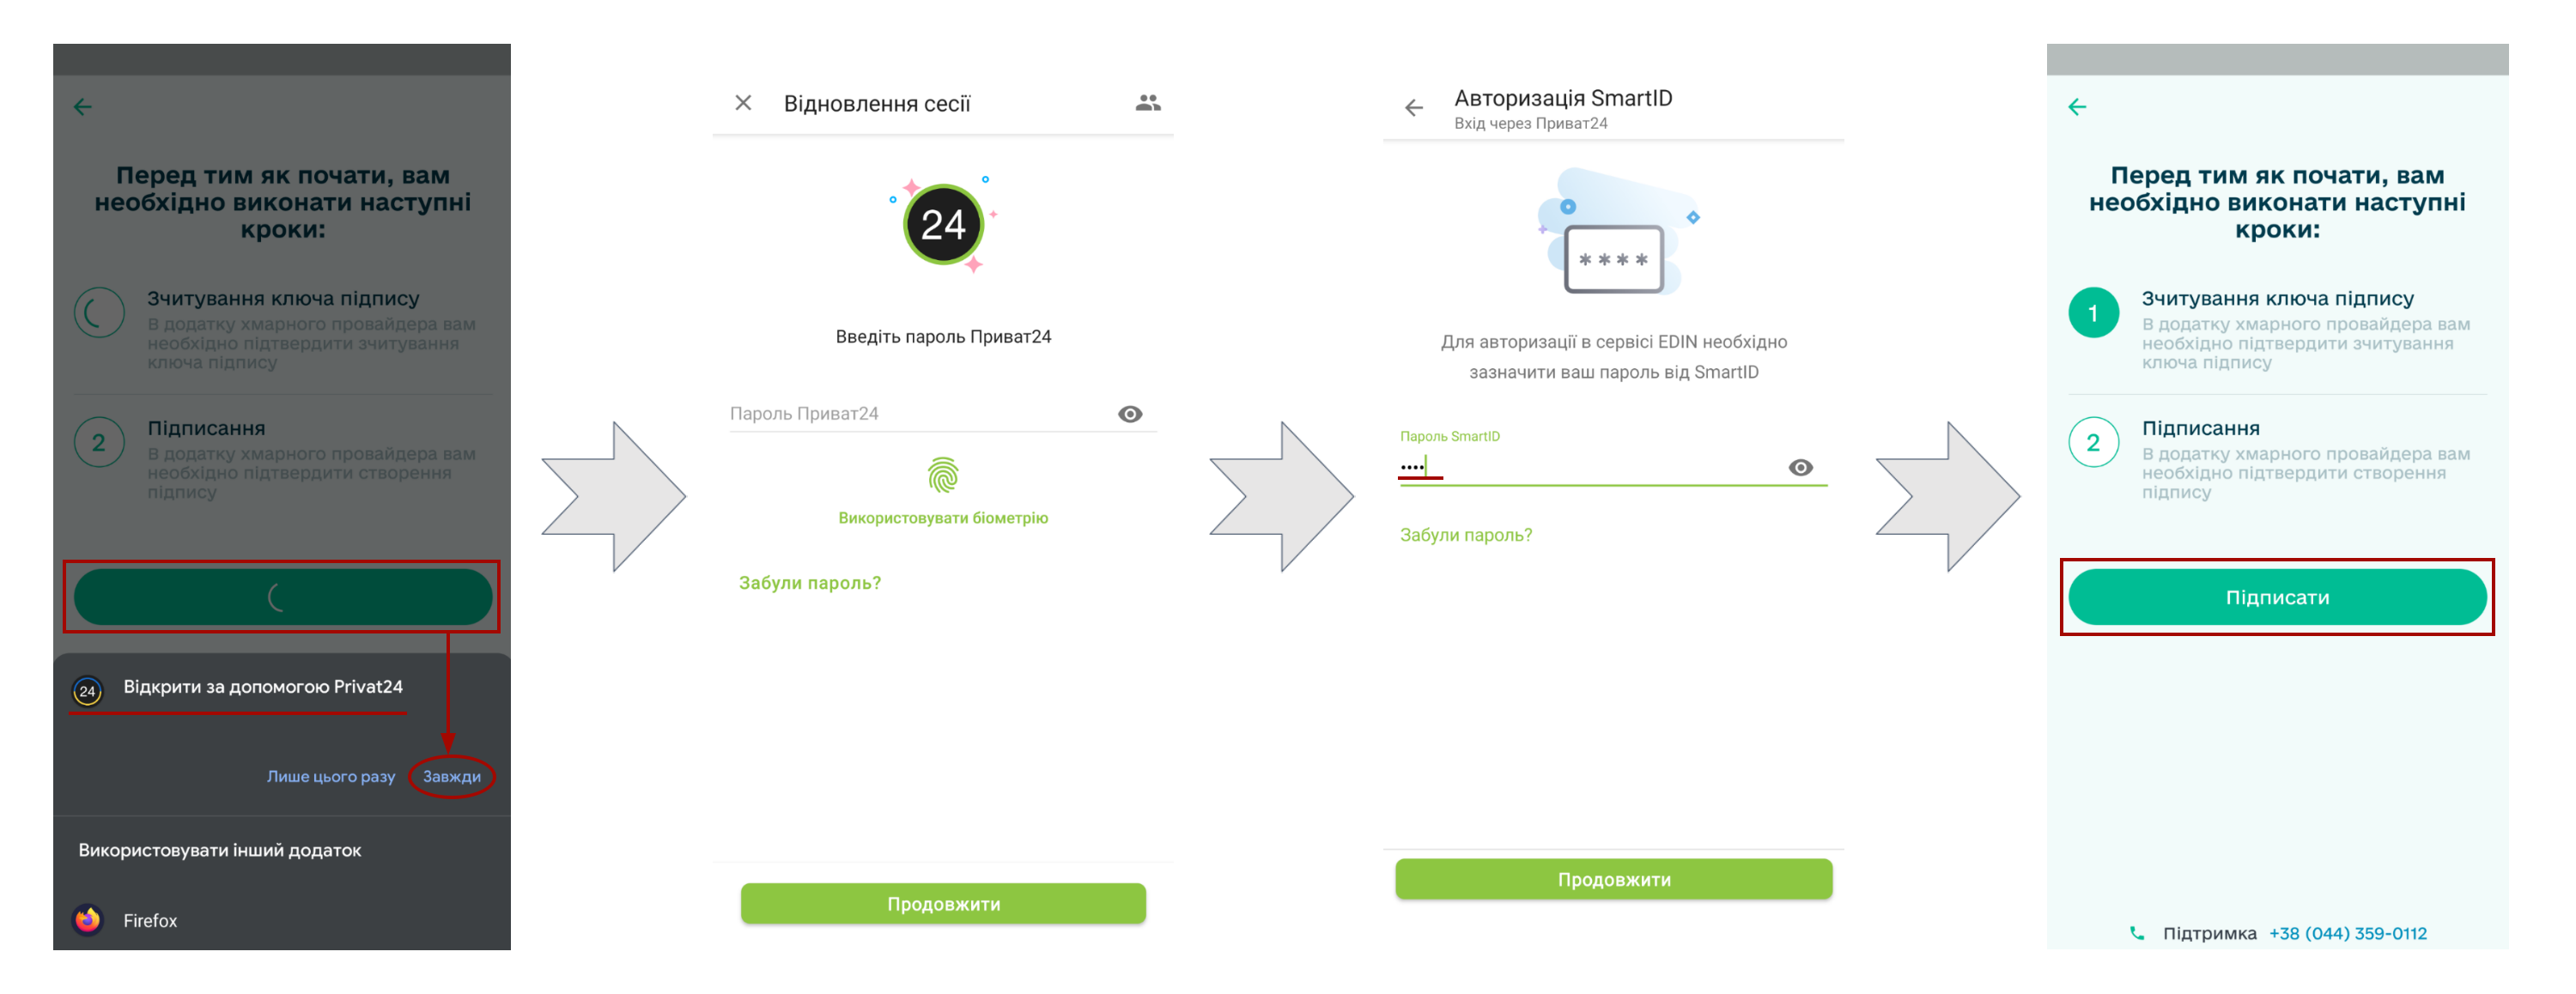 Перед тим як почати, вам
необхідно виконати наступні
кроки:
Зчитування ключа підпису
В додатку хмарного провайдера вам
необхідно підтвердити зчитування
ключа підпису
2
Підписання
В додатку хмарного провайдера вам
необхідно підтвердити створення
підпису
24
Відкрити за допомогою Privat24
Лише цього разу
Завжди
Використовувати інший додаток
Firefox
Відновлення сесії
24
Введіть пароль Приват24
Пароль Приват24
Використовувати біометрію
Забули пароль?
Продовжити
Авторизація SmartID
Вхід через Приват24
****
Для авторизації в сервісі EDIN необхідно
зазначити ваш пароль від SmartID
Пароль SmartID
••••
Забули пароль?
Продовжити
Перед тим як почати, вам
необхідно виконати наступні
кроки:
1
Зчитування ключа підпису
В додатку хмарного провайдера вам
необхідно підтвердити зчитування
ключа підпису
2
Підписання
В додатку хмарного провайдера вам
необхідно підтвердити створення
підпису
Підписати
Підтримка +38 (044) 359-0112